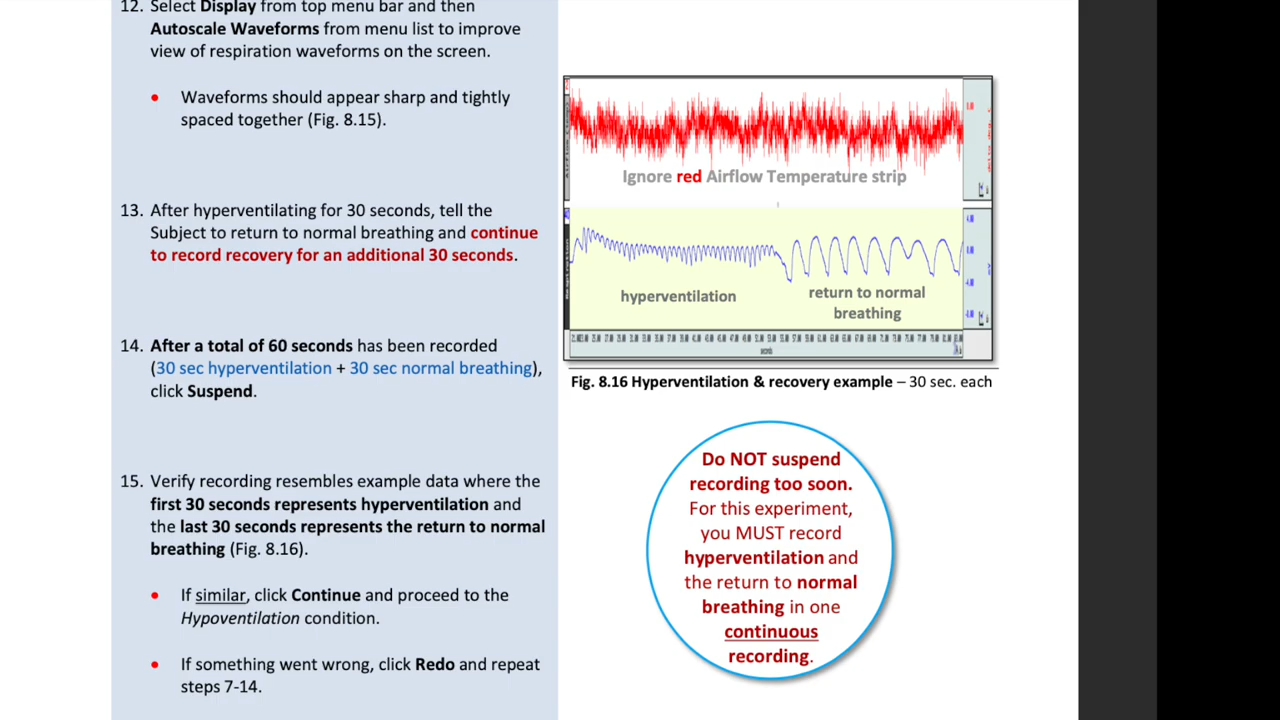 12. Select Display from top menu bar and then
Autoscale Waveforms from menu list to improve
view of respiration waveforms on the screen.
• Waveforms should appear sharp and tightly
spaced together (Fig. 8.15).
13. After hyperventilating for 30 seconds, tell the
Subject to return to normal breathing and continue
to record recovery for an additional 30 seconds.
14. After a total of 60 seconds has been recorded
(30 sec hyperventilation + 30 sec normal breathing),
click Suspend.
15. Verify recording resembles example data where the
first 30 seconds represents hyperventilation and
the last 30 seconds represents the return to normal
breathing (Fig. 8.16).
• If similar, click Continue and proceed to the
Hypoventilation condition.
• If something went wrong, click Redo and repeat
steps 7-14.
Ignore red Airflow Temperature strip
hyperventilation
return to normal
breathing
seconds
Fig. 8.16 Hyperventilation & recovery example – 30 sec. each
Do NOT suspend
recording too soon.
For this experiment,
you MUST record
hyperventilation and
the return to normal
breathing in one
continuous
recording.